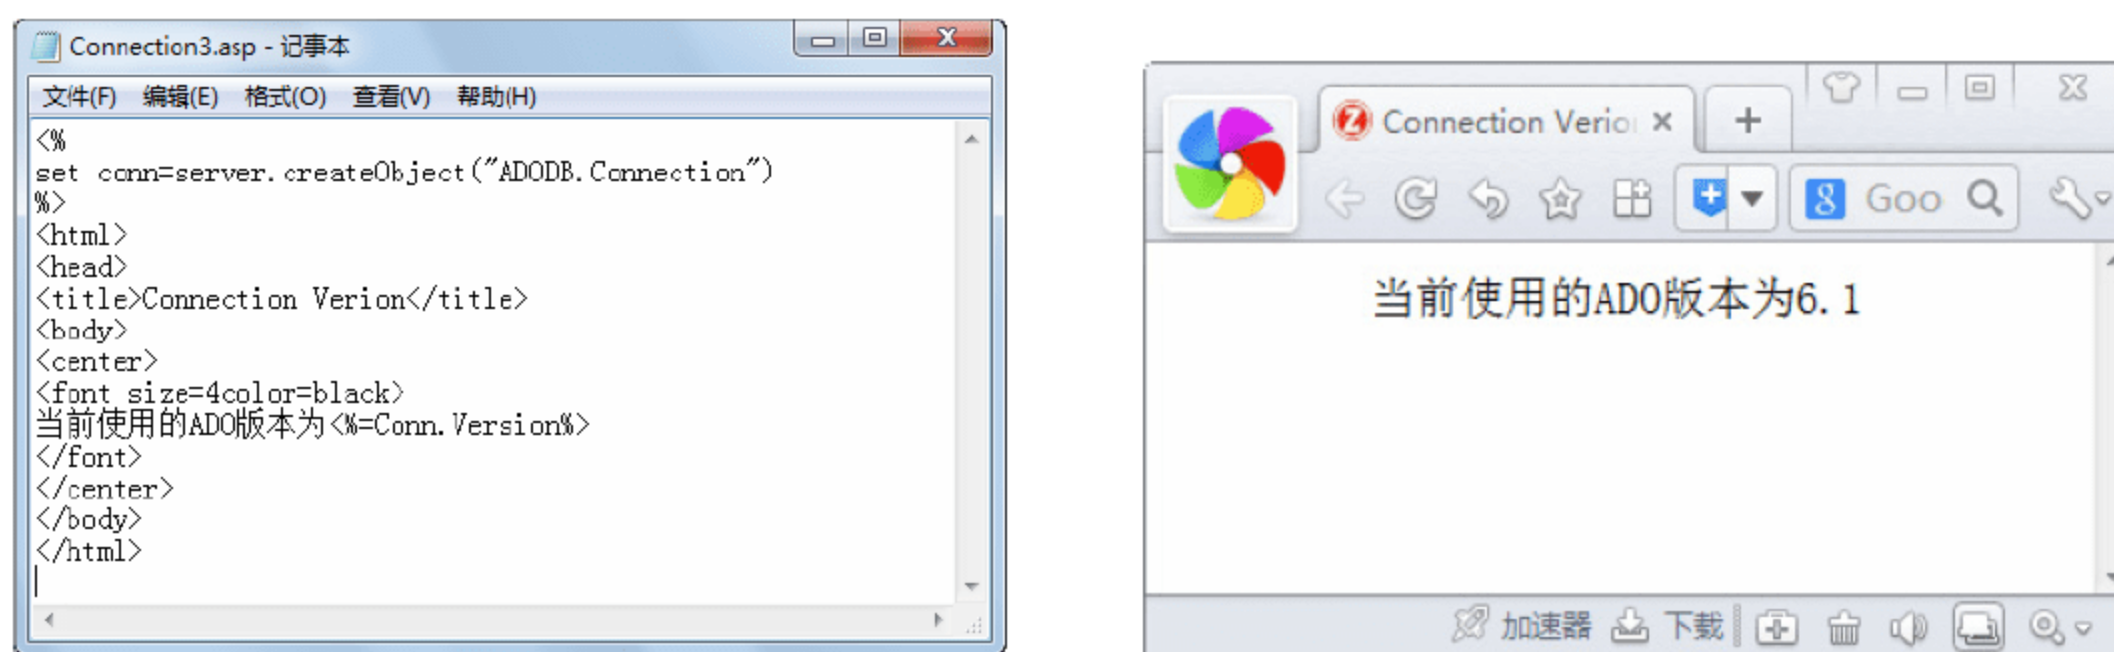 Connection3.asp - 记事本
文件(F) 编辑(E) 格式(O) 查看(V) 帮助(H)
<%
set conn=server.createObject("ADODB.Connection")
%>
<html>
<head>
<title>Connection Verion</title>
<body>
<center>
<font size=4color=black>
当前使用的ADO版本为<%=Conn.Version%>
</font>
</center>
</body>
</html>
Connection Verio
Goo
当前使用的ADO版本为6.1
加速器 下载